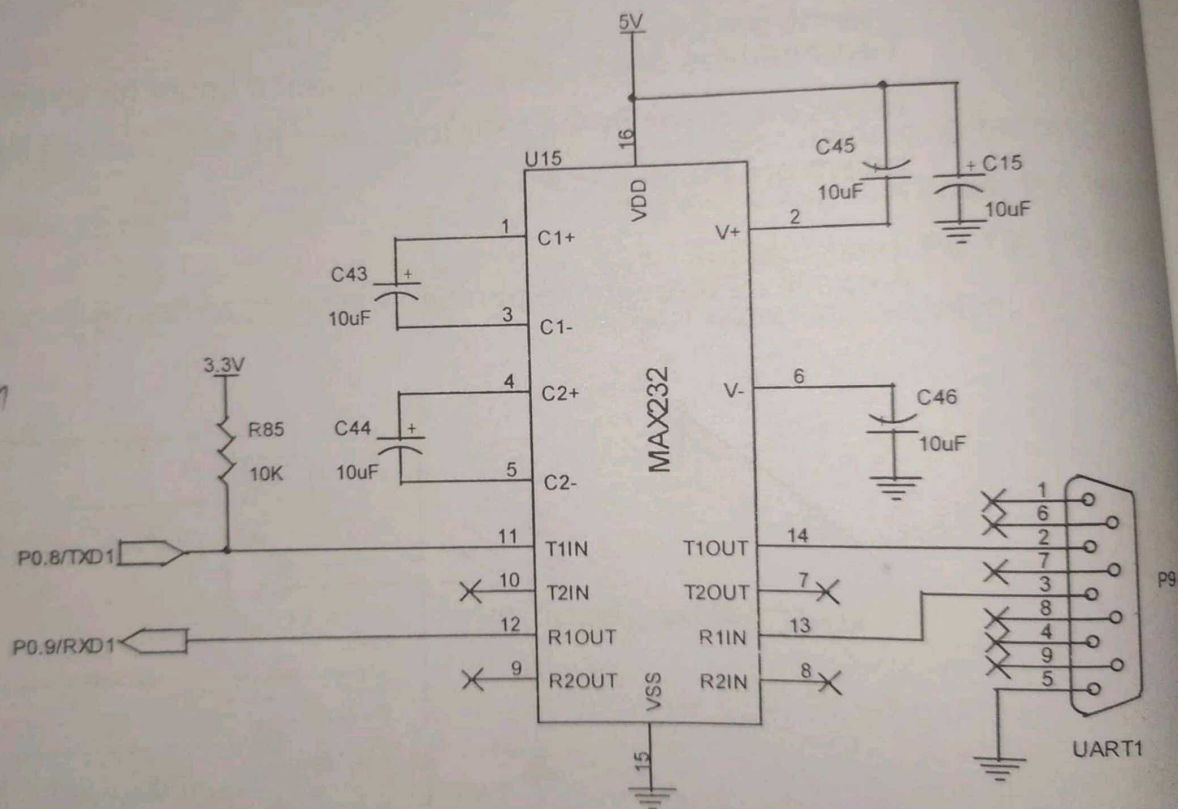 5V
16
U15
VDD
C45
10uF
+ C15
10uF
1
C1+
V+
2
C43
+
10uF
3
C1-
3.3V
4
C2+
V-
6
R85
10K
C44
+
10uF
5
C2-
MAX232
C46
+
10uF
P0.8/TXD1
11
T1IN
T1OUT
14
10
T2IN
T2OUT
7
P0.9/RXD1
12
R1OUT
R1IN
13
9
R2OUT
R2IN
8
VSS
15
1
6
2
7
3
8
4
9
5
P9
UART1